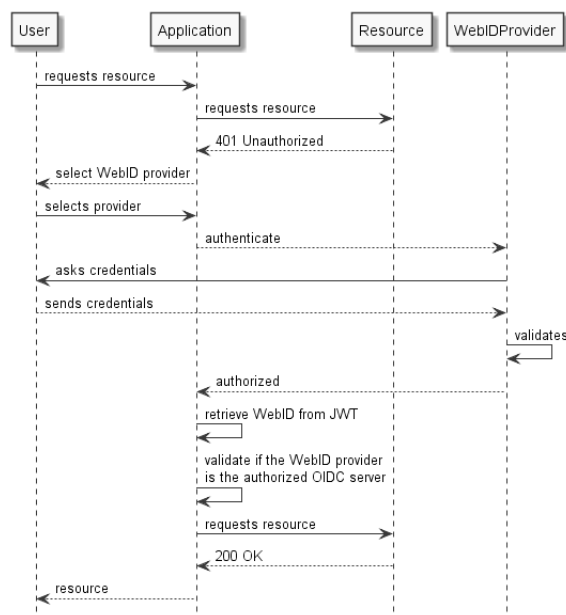 User Application Resource WebIDProvider
requests resource
requests resource
401 Unauthorized
select WebID provider
selects provider
authenticate
asks credentials
sends credentials
validates
authorized
retrieve WebID from JWT
validate if the WebID provider
is the authorized OIDC server
requests resource
200 OK
resource